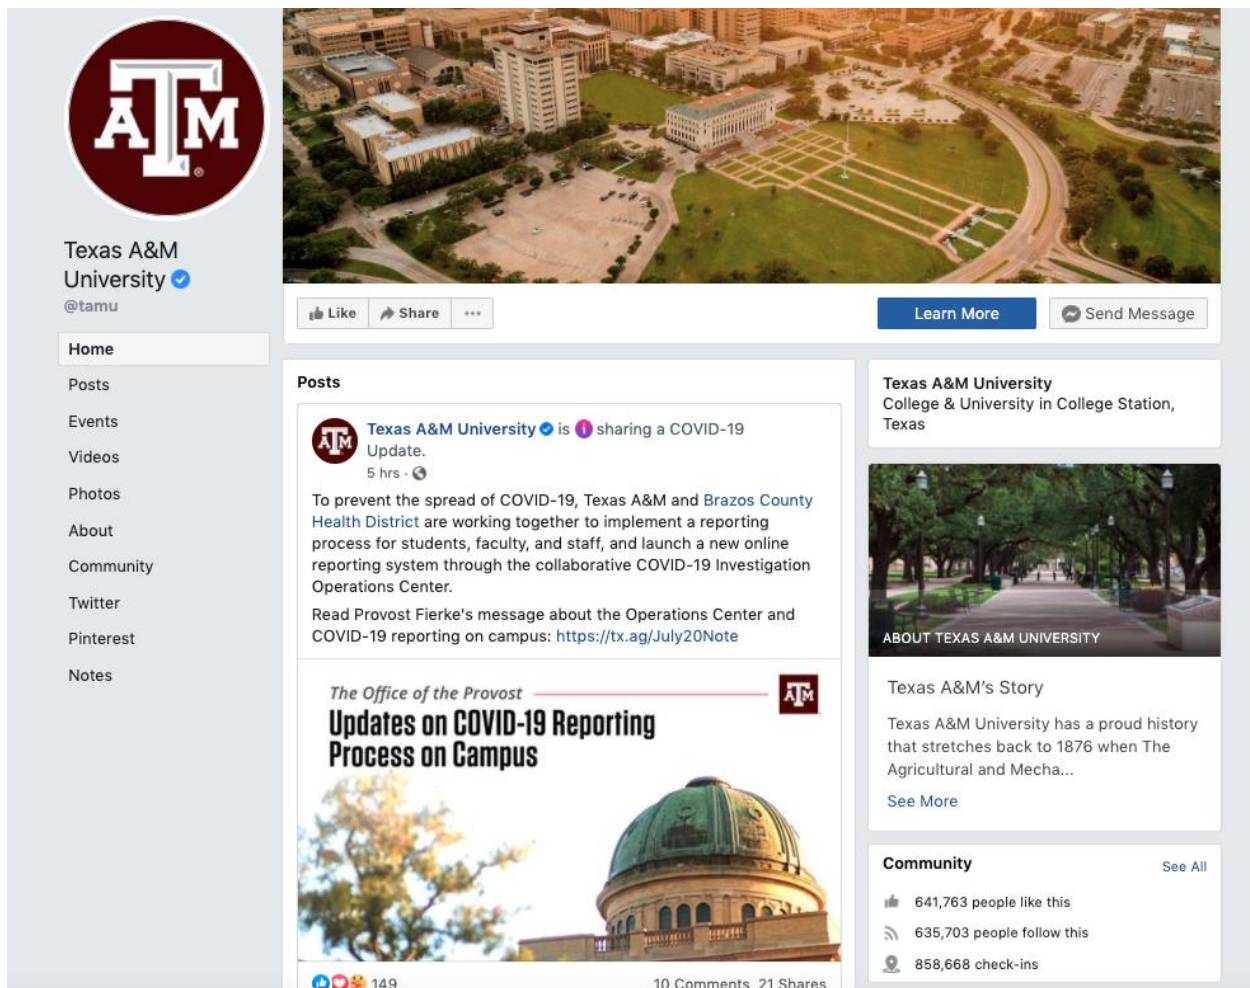 ATM
®
Texas A&M
University
@tamu
Home
Posts
Events
Videos
Photos
About
Community
Twitter
Pinterest
Notes
Like
Share
...
Learn More
Send Message
Posts
ATM
Texas A&M University is i sharing a COVID-19
Update.
5 hrs ·
To prevent the spread of COVID-19, Texas A&M and Brazos County
Health District are working together to implement a reporting
process for students, faculty, and staff, and launch a new online
reporting system through the collaborative COVID-19 Investigation
Operations Center.
Read Provost Fierke's message about the Operations Center and
COVID-19 reporting on campus: https://tx.ag/July20Note
The Office of the Provost
ATM
Updates on COVID-19 Reporting
Process on Campus
149
10 Comments 21 Shares
Texas A&M University
College & University in College Station,
Texas
ABOUT TEXAS A&M UNIVERSITY
Texas A&M’s Story
Texas A&M University has a proud history
that stretches back to 1876 when The
Agricultural and Mecha...
See More
Community
See All
641,763 people like this
635,703 people follow this
858,668 check-ins